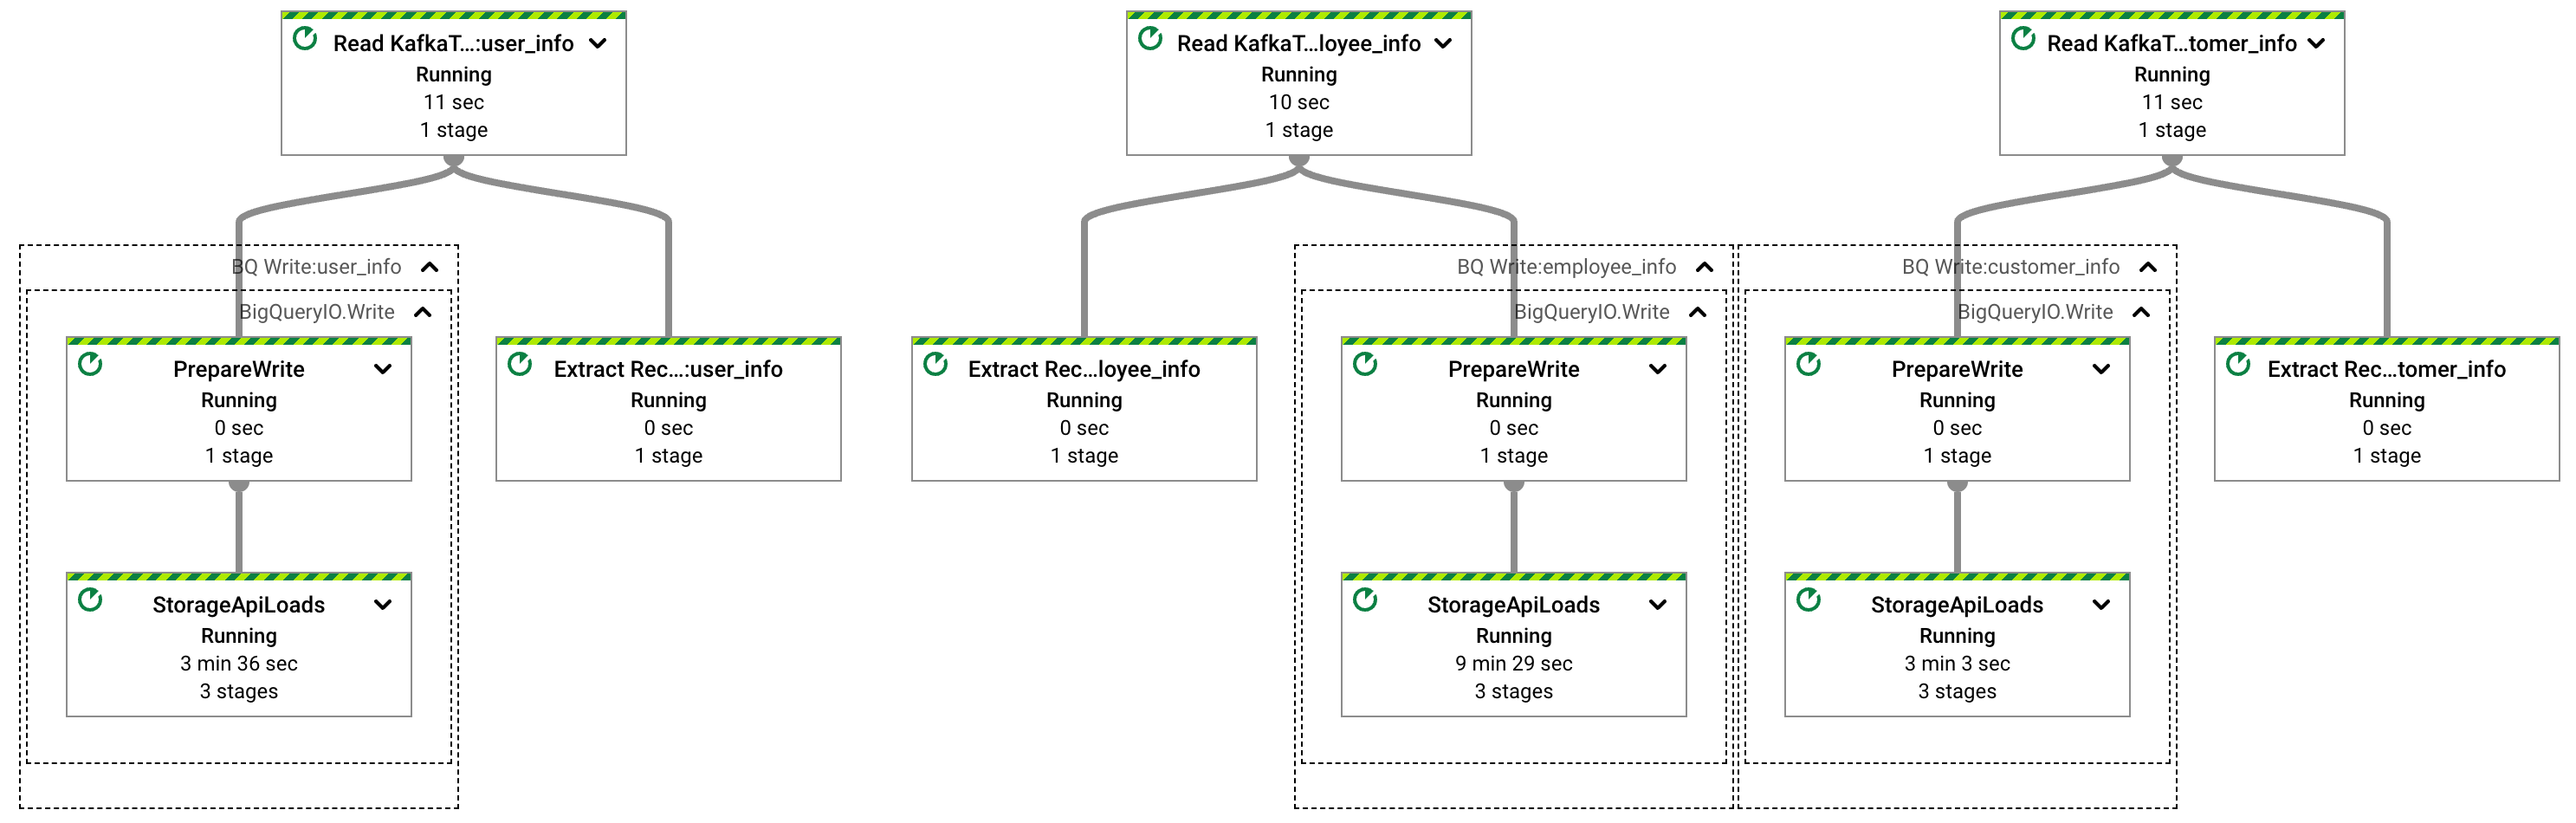 Read KafkaT...:user_info
Running
11 sec
1 stage
Read KafkaT...loyee_info
Running
10 sec
1 stage
Read KafkaT...tomer_info
Running
11 sec
1 stage
BQ Write:user_info
BigQueryIO.Write
PrepareWrite
Running
0 sec
1 stage
Extract Rec...:user_info
Running
0 sec
1 stage
Extract Rec...loyee_info
Running
0 sec
1 stage
BQ Write:employee_info
BigQueryIO.Write
PrepareWrite
Running
0 sec
1 stage
BQ Write:customer_info
BigQueryIO.Write
PrepareWrite
Running
0 sec
1 stage
Extract Rec...tomer_info
Running
0 sec
1 stage
StorageApiLoads
Running
3 min 36 sec
3 stages
StorageApiLoads
Running
9 min 29 sec
3 stages
StorageApiLoads
Running
3 min 3 sec
3 stages